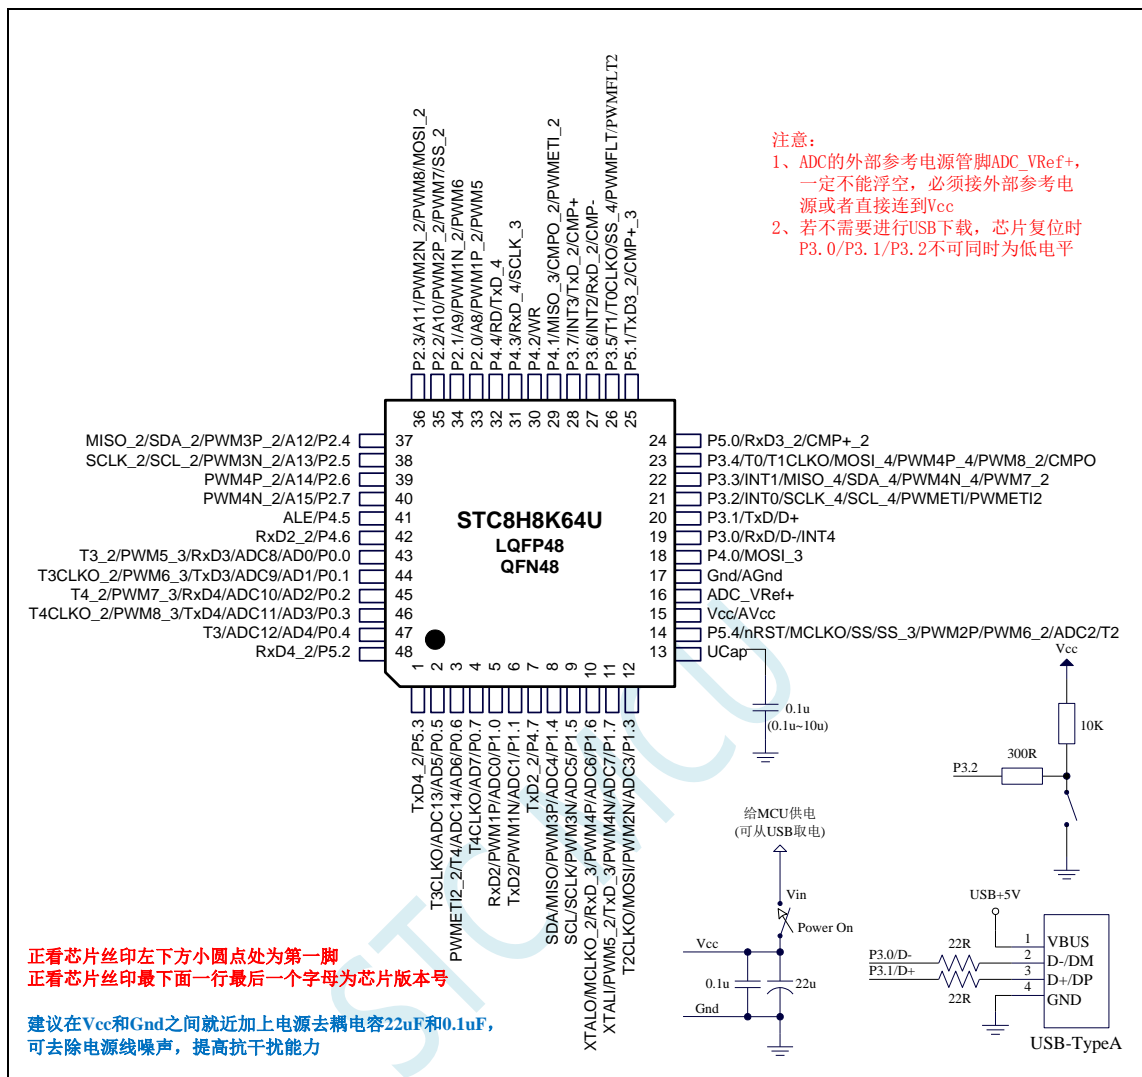 P2.3/A11/PWM2N_2/PWM8/MOSI_2
P2.2/A10/PWM2P_2/PWM7/SS_2
P2.1/A9/PWM1N_2/PWM6
P2.0/A8/PWM1P_2/PWM5
P4.4/RD/TxD_4
P4.3/RxD_4/SCLK_3
P4.2/WR
P4.1/MISO_3/CMPO_2/PWMETI_2
P3.7/INT3/TxD_2/CMP+
P3.6/INT2/RxD_2/CMP-
P3.5/T1/T0CLKO/SS_4/PWMFLT/PWMFLT2
P5.1/TxD3_2/CMP+_3
36 35 34 33 32 31 30 29 28 27 26 25
注意：
1、ADC的外部参考电源管脚ADC_VRef+，
一定不能浮空，必须接外部参考电
源或者直接连到Vcc
2、若不需要进行USB下载，芯片复位时
P3.0/P3.1/P3.2不可同时为低电平
MISO_2/SDA_2/PWM3P_2/A12/P2.4 37
SCLK_2/SCL_2/PWM3N_2/A13/P2.5 38
PWM4P_2/A14/P2.6 39
PWM4N_2/A15/P2.7 40
ALE/P4.5 41
RxD2_2/P4.6 42
T3_2/PWM5_3/RxD3/ADC8/AD0/P0.0 43
T3CLKO_2/PWM6_3/TxD3/ADC9/AD1/P0.1 44
T4_2/PWM7_3/RxD4/ADC10/AD2/P0.2 45
T4CLKO_2/PWM8_3/TxD4/ADC11/AD3/P0.3 46
T3/ADC12/AD4/P0.4 47
RxD4_2/P5.2 48
STC8H8K64U
LQFP48
QFN48
24 P5.0/RxD3_2/CMP+_2
23 P3.4/T0/T1CLKO/MOSI_4/PWM4P_4/PWM8_2/CMPO
22 P3.3/INT1/MISO_4/SDA_4/PWM4N_4/PWM7_2
21 P3.2/INT0/SCLK_4/SCL_4/PWMETI/PWMETI2
20 P3.1/TxD/D+
19 P3.0/RxD/D-/INT4
18 P4.0/MOSI_3
17 Gnd/AGnd
16 ADC_VRef+
15 Vcc/AVcc
14 P5.4/nRST/MCLKO/SS/SS_3/PWM2P/PWM6_2/ADC2/T2
13 UCap
1 2 3 4 5 6 7 8 9 10 11 12
TxD4_2/P5.3
T3CLKO/ADC13/AD5/P0.5
PWMETI2_2/T4/ADC14/AD6/P0.6
T4CLKO/AD7/P0.7
RxD2/PWM1P/ADC0/P1.0
TxD2/PWM1N/ADC1/P1.1
TxD2_2/P4.7
SDA/MISO/PWM3P/ADC4/P1.4
SCL/SCLK/PWM3N/ADC5/P1.5
XTALO/MCLKO_2/RxD_3/PWM4P/ADC6/P1.6
XTALI/PWM5_2/TxD_3/PWM4N/ADC7/P1.7
T2CLKO/MOSI/PWM2N/ADC3/P1.3
0.1u
(0.1u~10u)
Vcc
10K
300R
P3.2
给MCU供电
(可从USB取电)
Vin
Power On
Vcc
0.1u
22u
Gnd
USB+5V
1 VBUS
P3.0/D- 22R 2 D-/DM
P3.1/D+ 22R 3 D+/DP
4 GND
USB-TypeA
正看芯片丝印左下方小圆点处为第一脚
正看芯片丝印最下面一行最后一个字母为芯片版本号
建议在Vcc和Gnd之间就近加上电源去耦电容22uF和0.1uF，
可去除电源线噪声，提高抗干扰能力
STCMCU